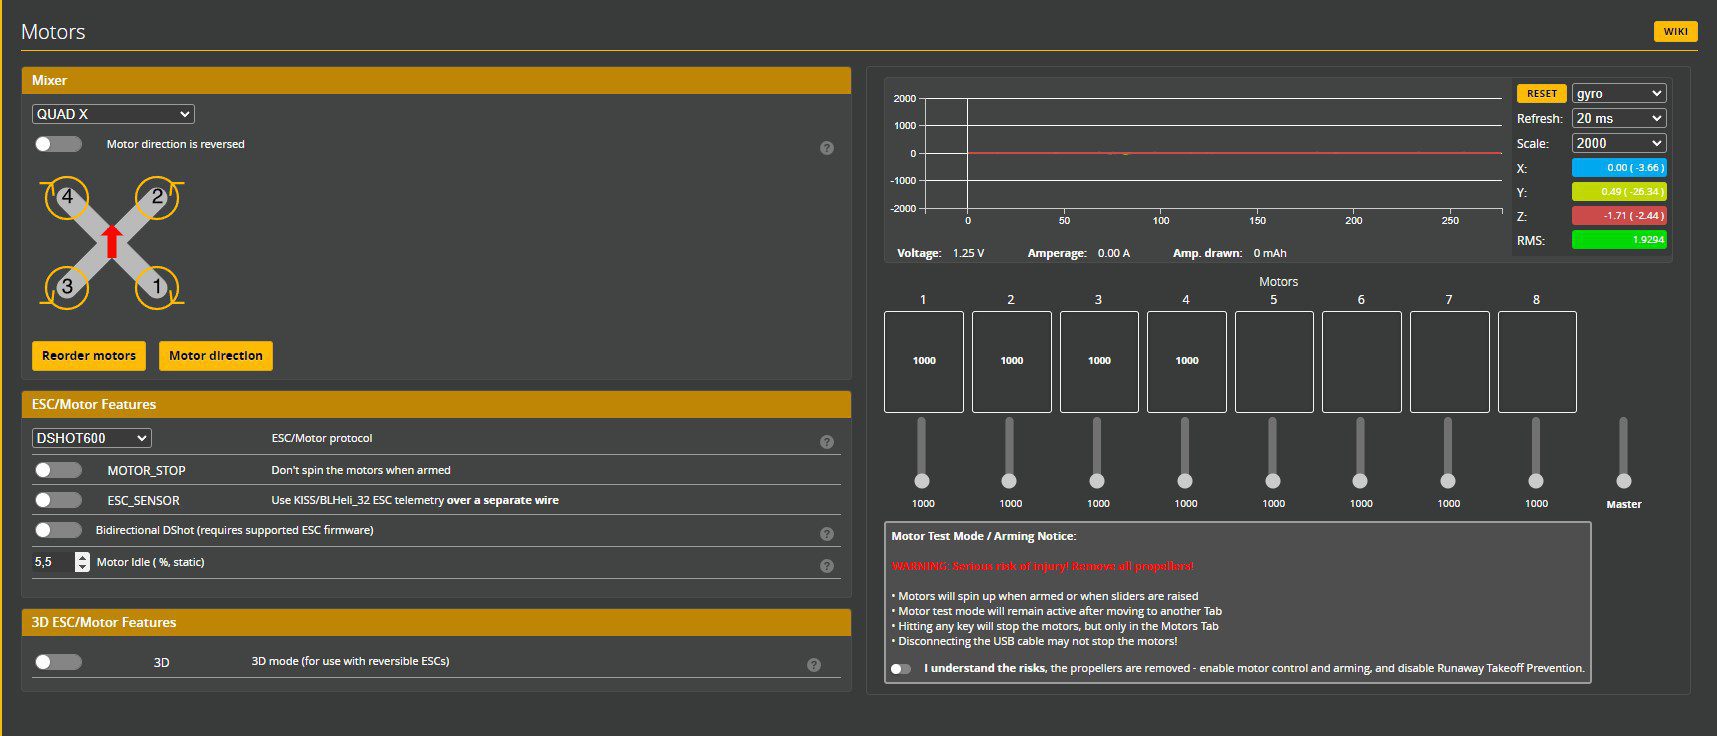 Motors
WIKI
Mixer
QUAD X
Motor direction is reversed
?
4
2
3
1
Reorder motors
Motor direction
ESC/Motor Features
DSHOT600
ESC/Motor protocol
?
MOTOR_STOP
Don't spin the motors when armed
ESC_SENSOR
Use KISS/BLHeli_32 ESC telemetry over a separate wire
Bidirectional DShot (requires supported ESC firmware)
?
5,5
Motor Idle ( %, static)
?
3D ESC/Motor Features
3D
3D mode (for use with reversible ESCs)
?
2000
1000
0
-1000
-2000
0
50
100
150
200
250
RESET
gyro
Refresh:
20 ms
Scale:
2000
X:
0.00 ( -3.66 )
Y:
0.49 ( -26.34 )
Z:
-1.71 ( -2.44 )
RMS:
1.9294
Voltage: 1.25 V
Amperage: 0.00 A
Amp. drawn: 0 mAh
Motors
1 2 3 4 5 6 7 8
1000 1000 1000 1000
1000 1000 1000 1000 1000 1000 1000 1000 Master
Motor Test Mode / Arming Notice:
WARNING: Serious risk of injury! Remove all propellers!
• Motors will spin up when armed or when sliders are raised
• Motor test mode will remain active after moving to another Tab
• Hitting any key will stop the motors, but only in the Motors Tab
• Disconnecting the USB cable may not stop the motors!
I understand the risks, the propellers are removed - enable motor control and arming, and disable Runaway Takeoff Prevention.